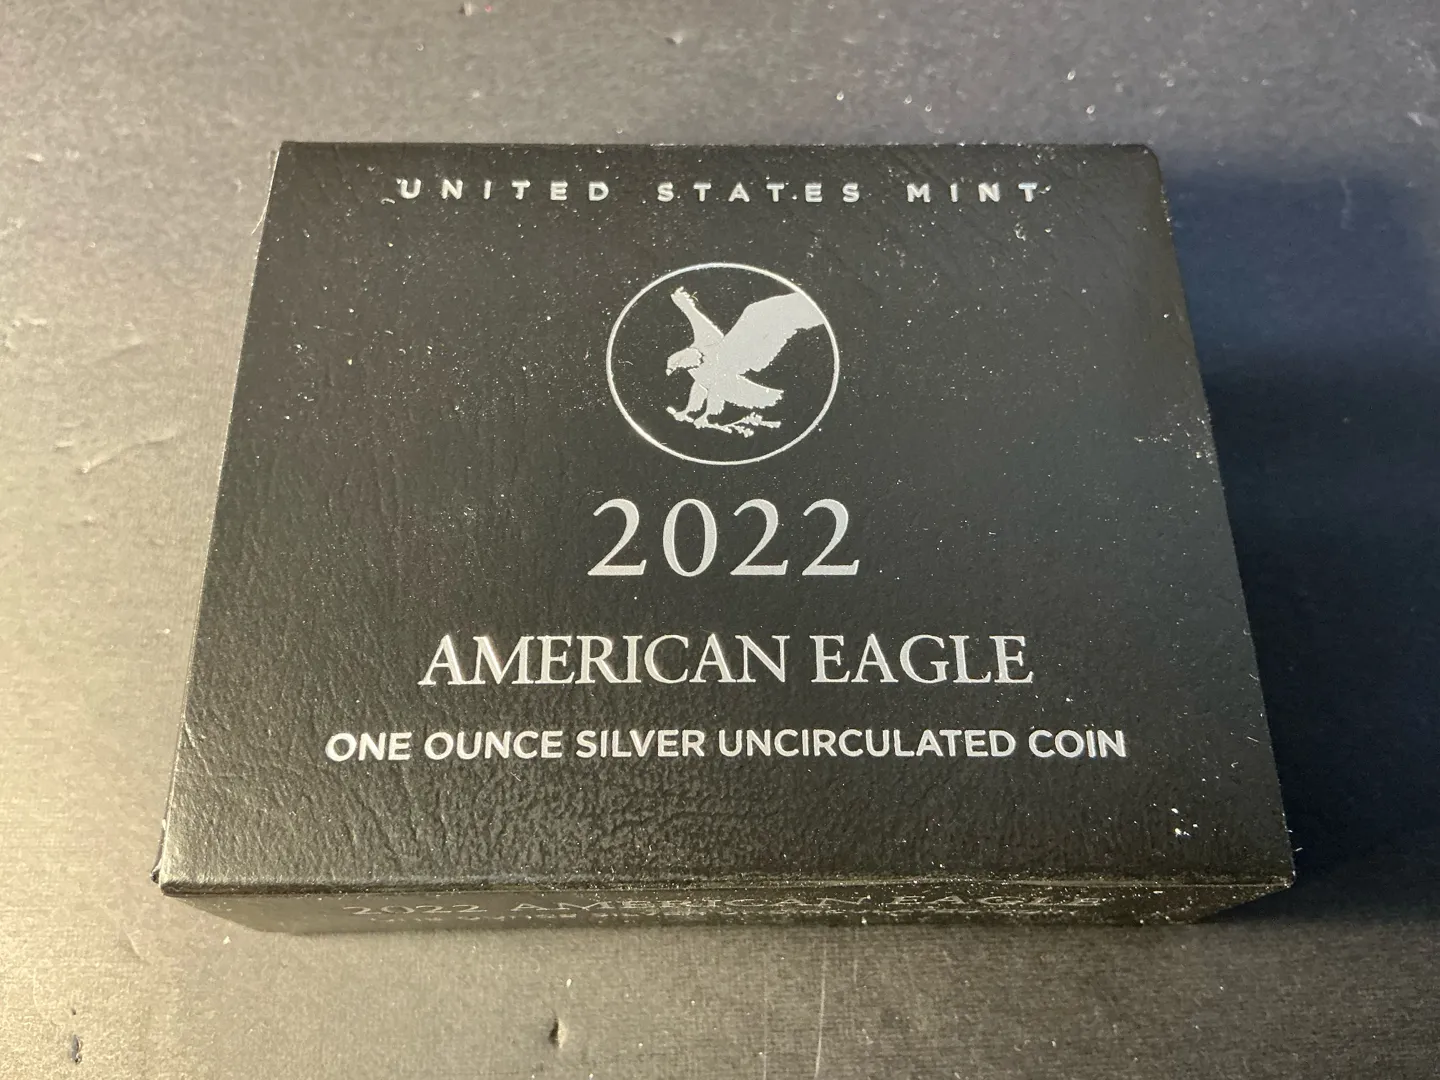 UNITED STATES MINT
2022
AMERICAN EAGLE
ONE OUNCE SILVER UNCIRCULATED COIN
2022 AMERICAN EAGLE